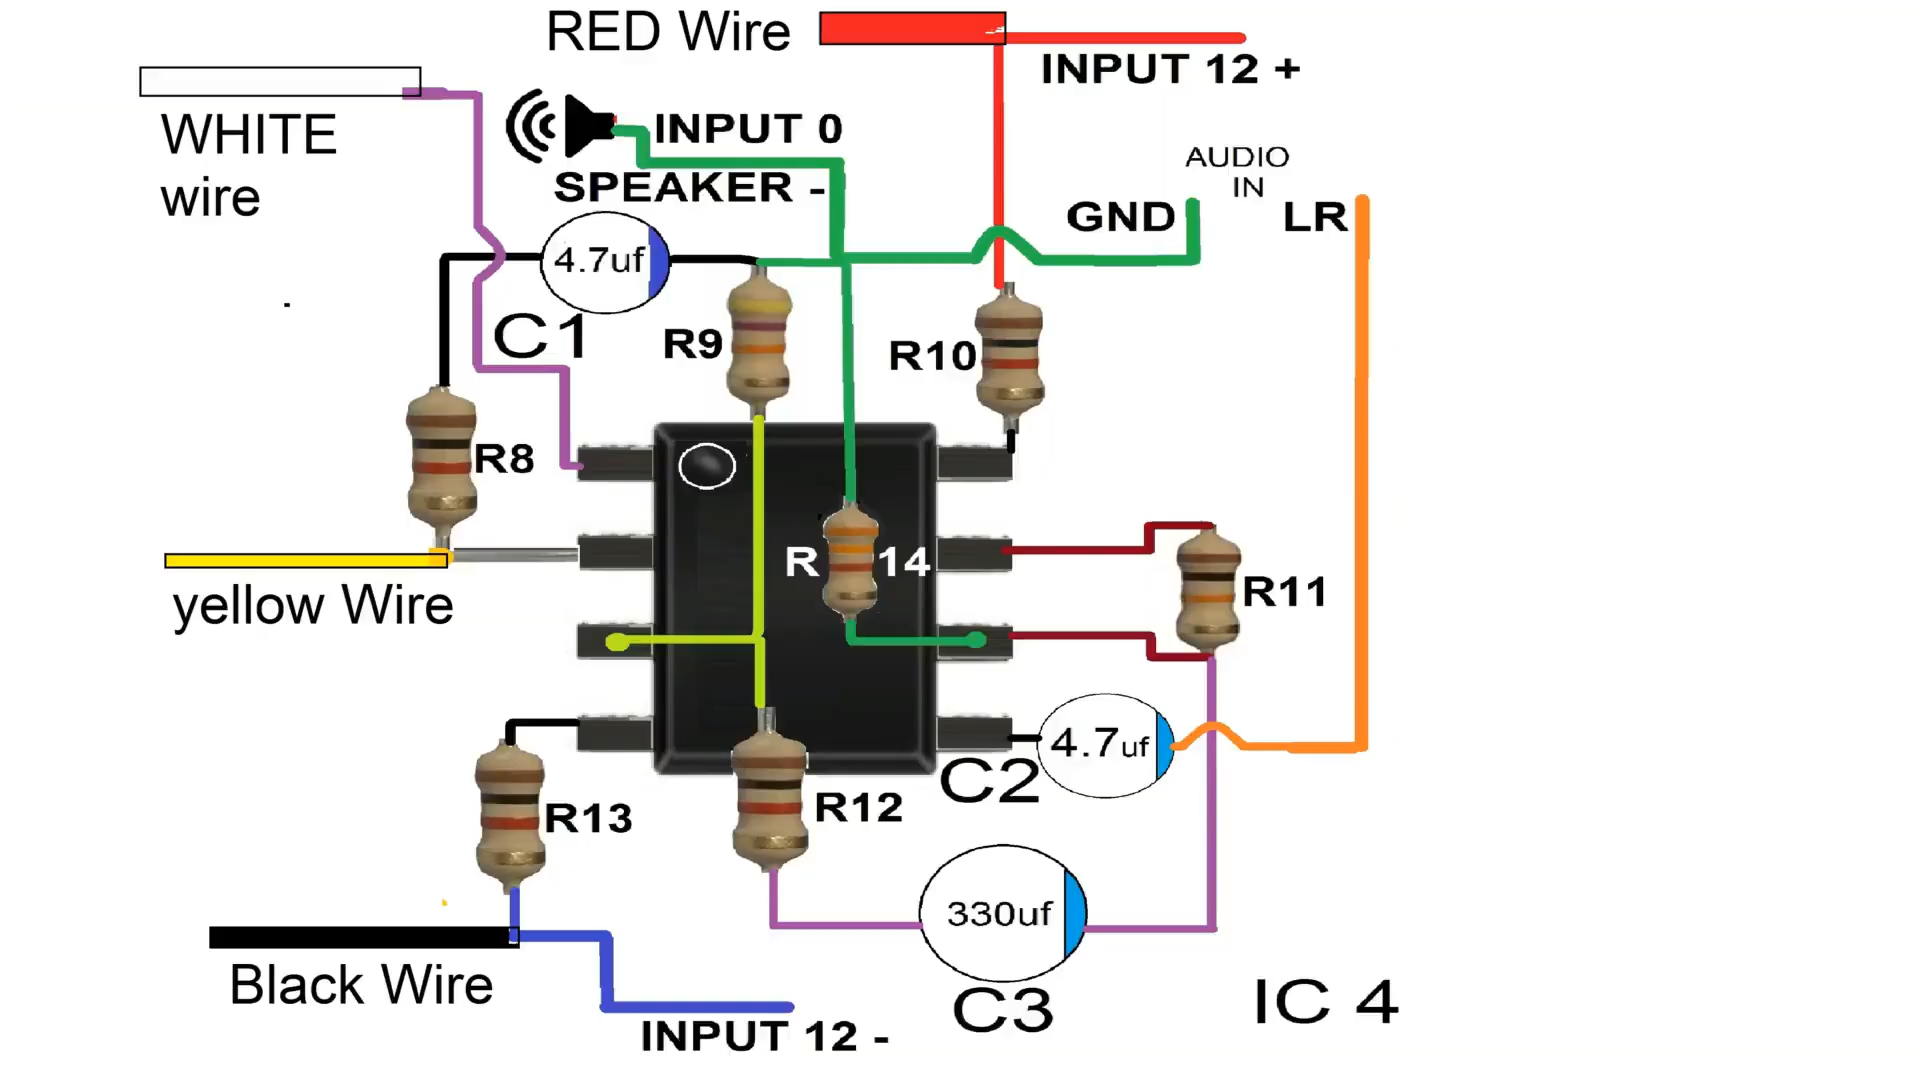 RED Wire
INPUT 12 +
WHITE
wire
INPUT 0
SPEAKER -
AUDIO
IN
GND
LR
4.7uf
C1
R9
R10
R8
R 14
R11
yellow Wire
4.7uf
C2
R13
R12
330uf
C3
Black Wire
INPUT 12 -
IC 4